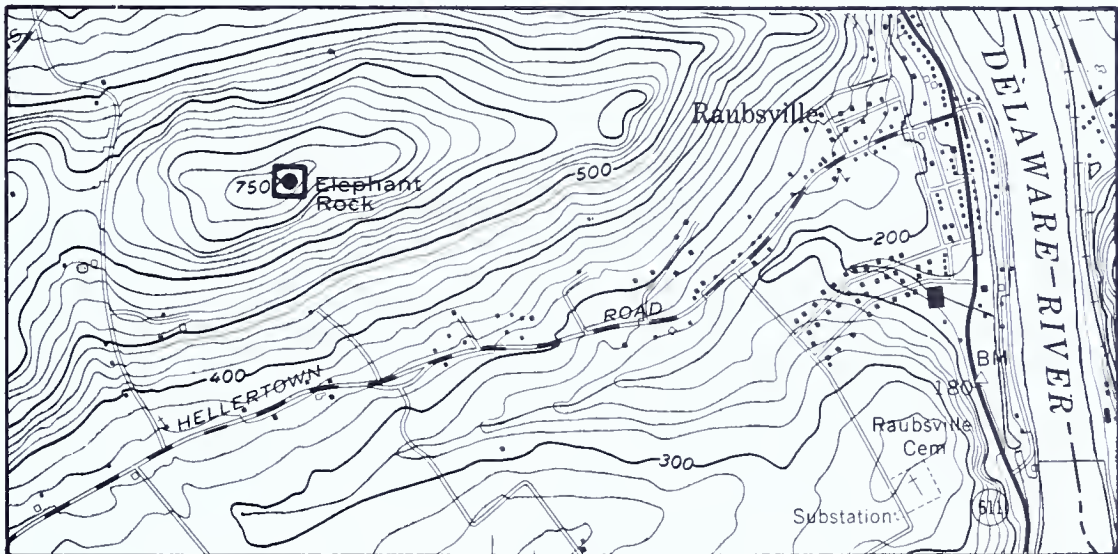 DELAWARE RIVER
Raubsville
500
750
Elephant
Rock
200
ROAD
400
HELLERTOWN
BM
180
Raubsville
Cem
300
Substation
611